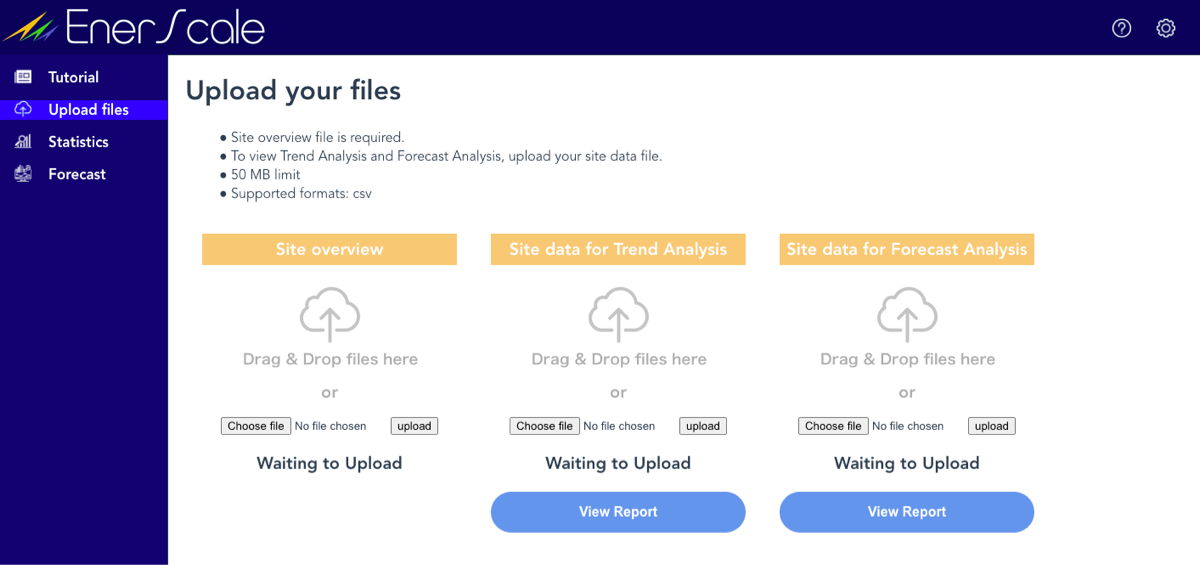 EnerScale
Tutorial
Upload files
Statistics
Forecast
Upload your files
● Site overview file is required.
● To view Trend Analysis and Forecast Analysis, upload your site data file.
● 50 MB limit
● Supported formats: csv
Site overview
Drag & Drop files here
or
Choose file No file chosen upload
Waiting to Upload
Site data for Trend Analysis
Drag & Drop files here
or
Choose file No file chosen upload
Waiting to Upload
View Report
Site data for Forecast Analysis
Drag & Drop files here
or
Choose file No file chosen upload
Waiting to Upload
View Report